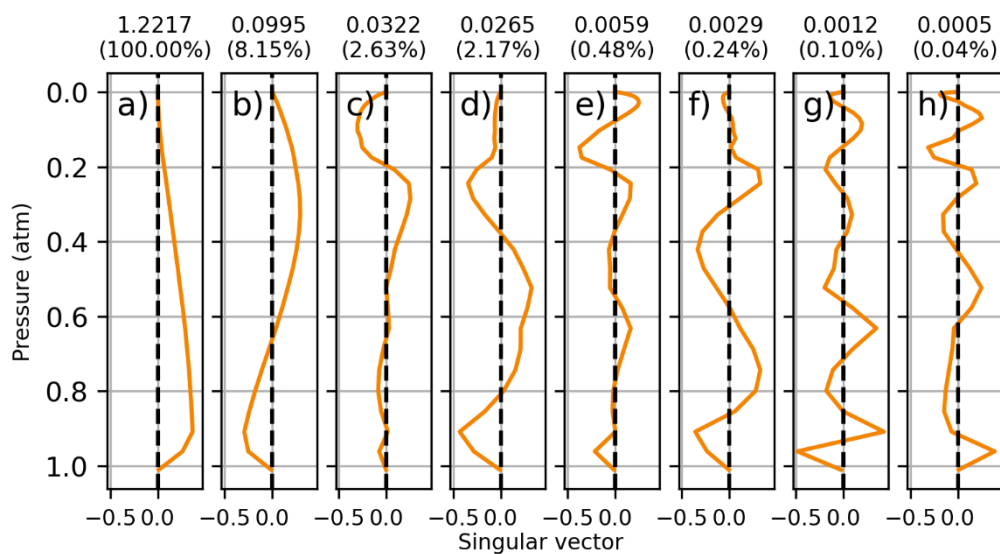 1.2217 0.0995 0.0322 0.0265 0.0059 0.0029 0.0012 0.0005
(100.00%) (8.15%) (2.63%) (2.17%) (0.48%) (0.24%) (0.10%) (0.04%)
a) b) c) d) e) f) g) h)
0.0
0.2
0.4
0.6
0.8
1.0
Pressure (atm)
−0.5 0.0 −0.5 0.0 −0.5 0.0 −0.5 0.0 −0.5 0.0 −0.5 0.0 −0.5 0.0 −0.5 0.0
Singular vector